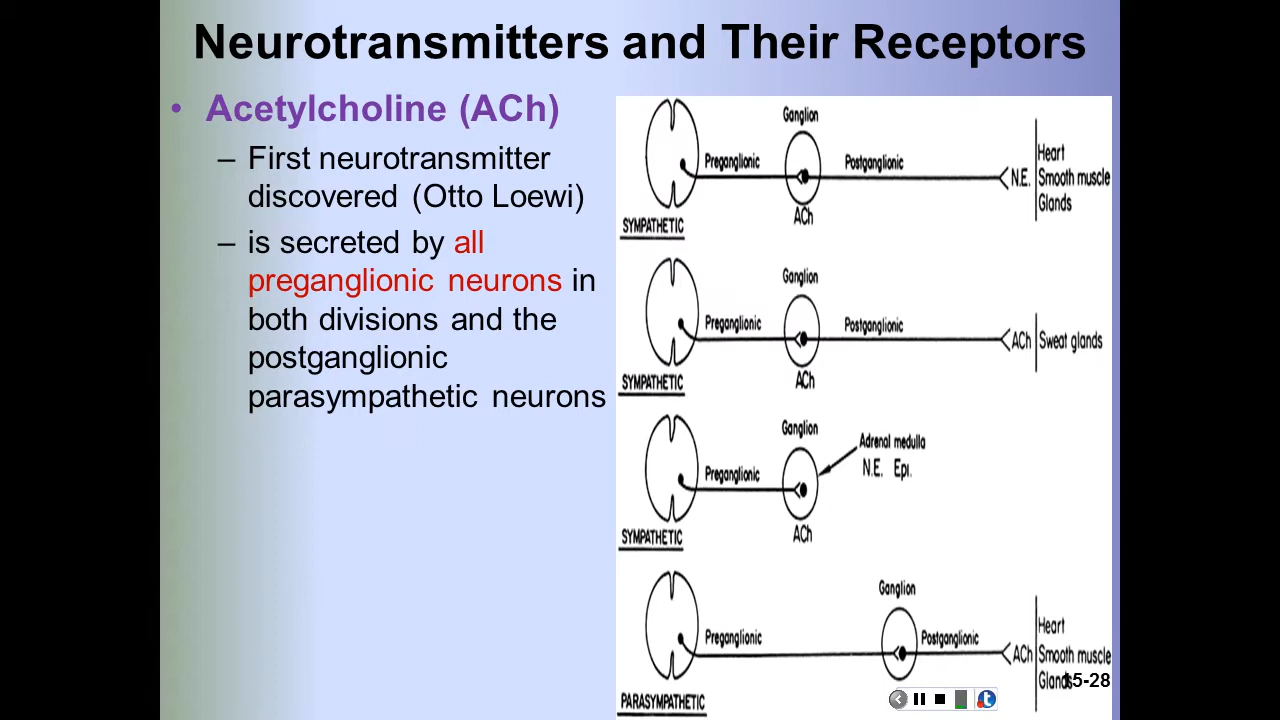 Neurotransmitters and Their Receptors
• Acetylcholine (ACh)
– First neurotransmitter
discovered (Otto Loewi)
– is secreted by all
preganglionic neurons in
both divisions and the
postganglionic
parasympathetic neurons
Ganglion
Preganglionic
Postganglionic
N.E.
Heart
Smooth muscle
Glands
ACh
SYMPATHETIC
Ganglion
Preganglionic
Postganglionic
ACh
Sweat glands
ACh
SYMPATHETIC
Ganglion
Adrenal medulla
N.E. Epi.
Preganglionic
ACh
SYMPATHETIC
Ganglion
Preganglionic
Postganglionic
ACh
Heart
Smooth muscle
Glands
15-28
PARASYMPATHETIC
t